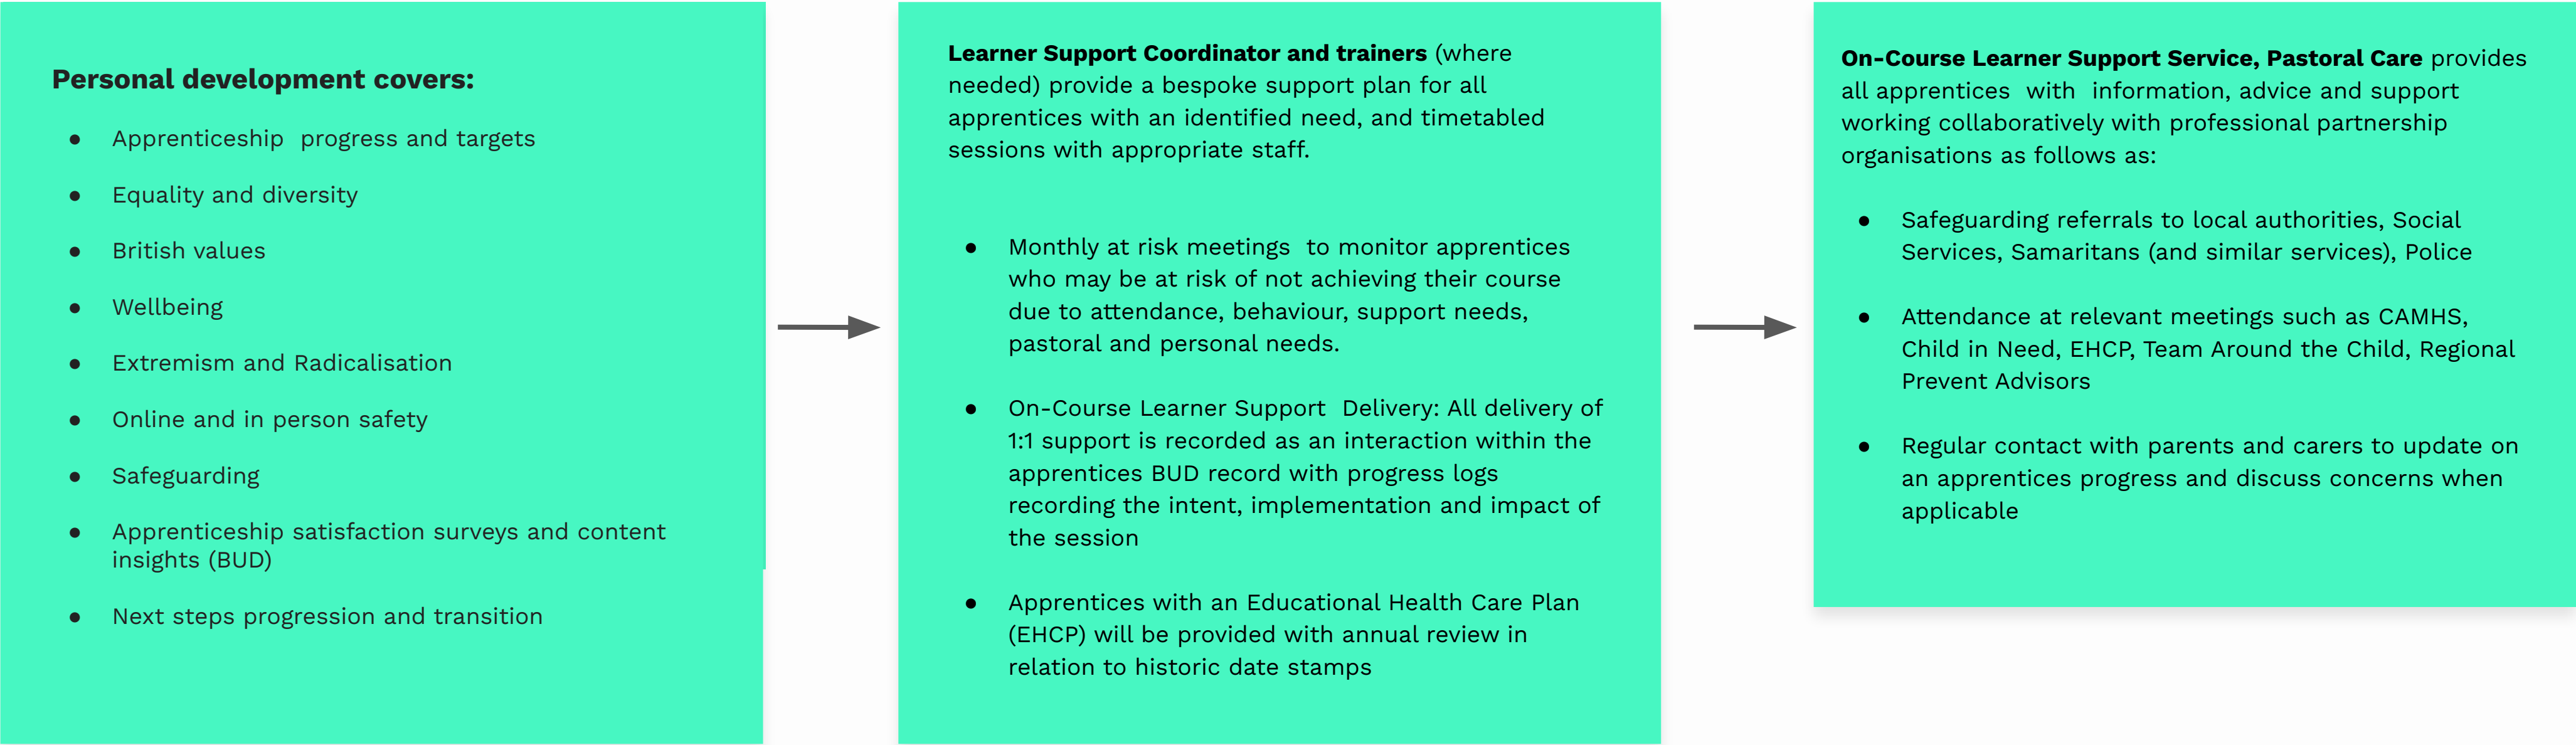 Personal development covers:
● Apprenticeship  progress and targets
● Equality and diversity
● British values
● Wellbeing
● Extremism and Radicalisation
● Online and in person safety
● Safeguarding
● Apprenticeship satisfaction surveys and content
insights (BUD)
● Next steps progression and transition
Learner Support Coordinator and trainers (where
needed) provide a bespoke support plan for all
apprentices with an identified need, and timetabled
sessions with appropriate staff.
● Monthly at risk meetings  to monitor apprentices
who may be at risk of not achieving their course
due to attendance, behaviour, support needs,
pastoral and personal needs.
● On-Course Learner Support  Delivery: All delivery of
1:1 support is recorded as an interaction within the
apprentices BUD record with progress logs
recording the intent, implementation and impact of
the session
● Apprentices with an Educational Health Care Plan
(EHCP) will be provided with annual review in
relation to historic date stamps
On-Course Learner Support Service, Pastoral Care provides
all apprentices  with  information, advice and support
working collaboratively with professional partnership
organisations as follows as:
● Safeguarding referrals to local authorities, Social
Services, Samaritans (and similar services), Police
● Attendance at relevant meetings such as CAMHS,
Child in Need, EHCP, Team Around the Child, Regional
Prevent Advisors
● Regular contact with parents and carers to update on
an apprentices progress and discuss concerns when
applicable